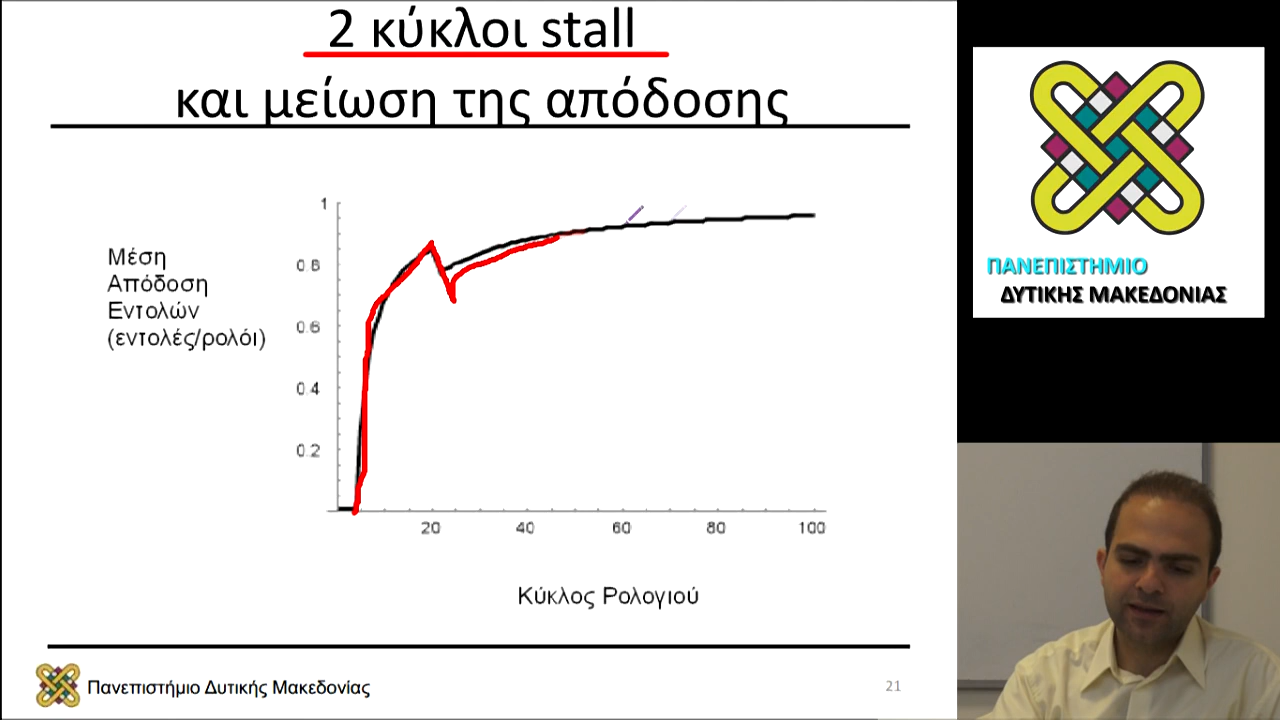 2 κύκλοι stall
και μείωση της απόδοσης
Μέση
Απόδοση
Εντολών
(εντολές/ρολόι)
1
0.8
0.6
0.4
0.2
20 40 60 80 100
Κύκλος Ρολογιού
Πανεπιστήμιο Δυτικής Μακεδονίας
21
ΠΑΝΕΠΙΣΤΗΜΙΟ
ΔΥΤΙΚΗΣ ΜΑΚΕΔΟΝΙΑΣ